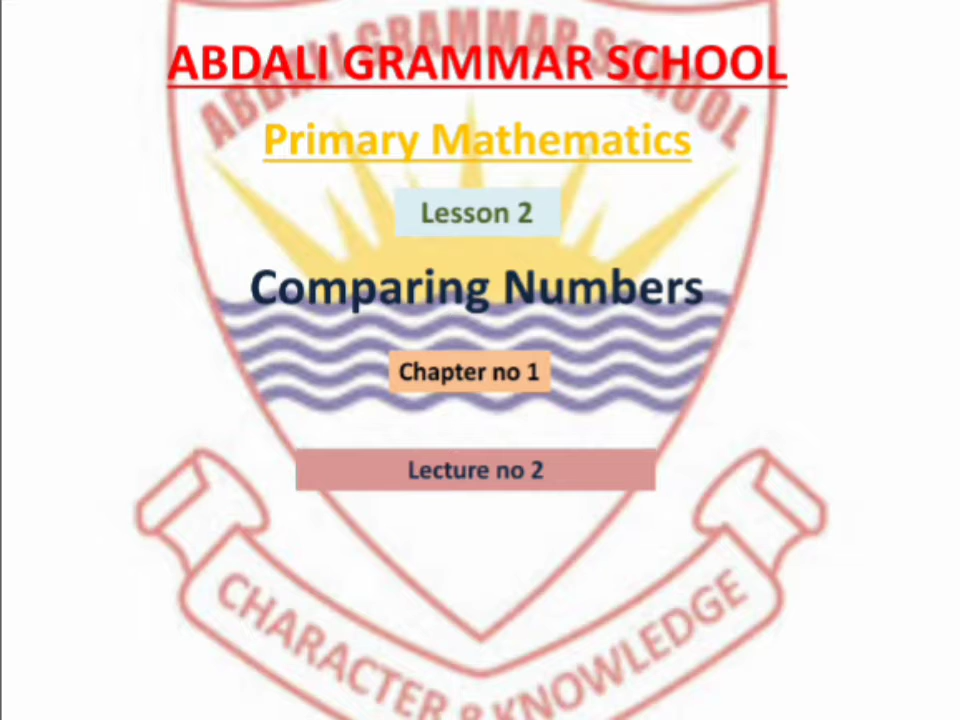 ABDALI GRAMMAR SCHOOL
ABDALI GRAMMAR SCHOOL
Primary Mathematics
Lesson 2
Comparing Numbers
Chapter no 1
Lecture no 2
CHARACTER & KNOWLEDGE